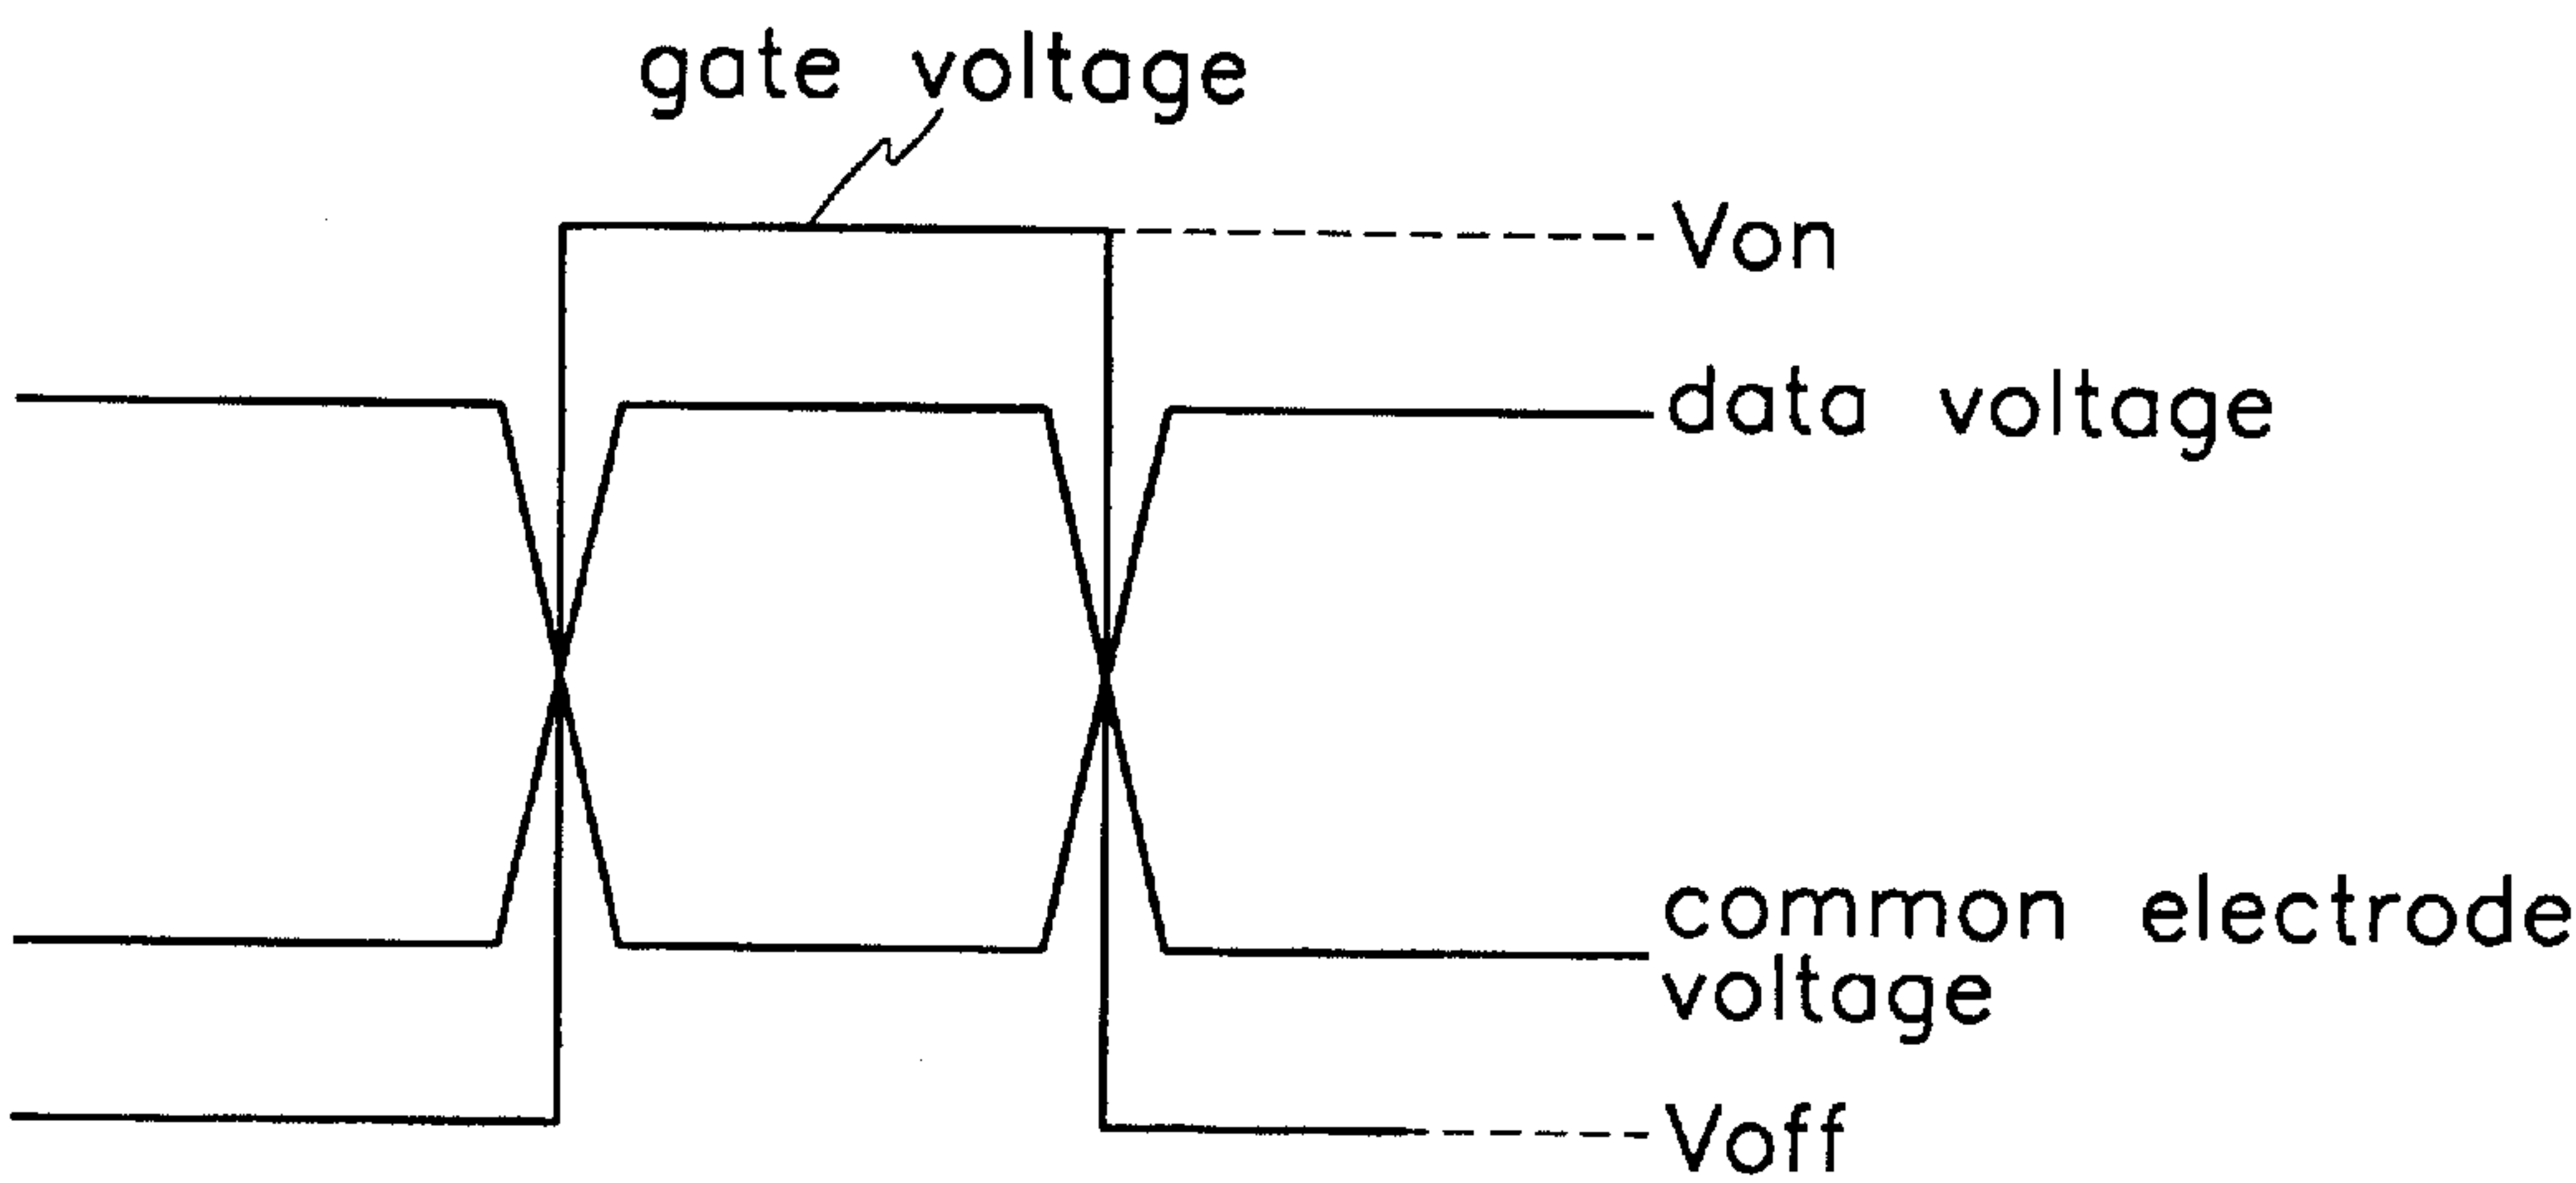 gate voltage
Von
data voltage
common electrode
voltage
Voff